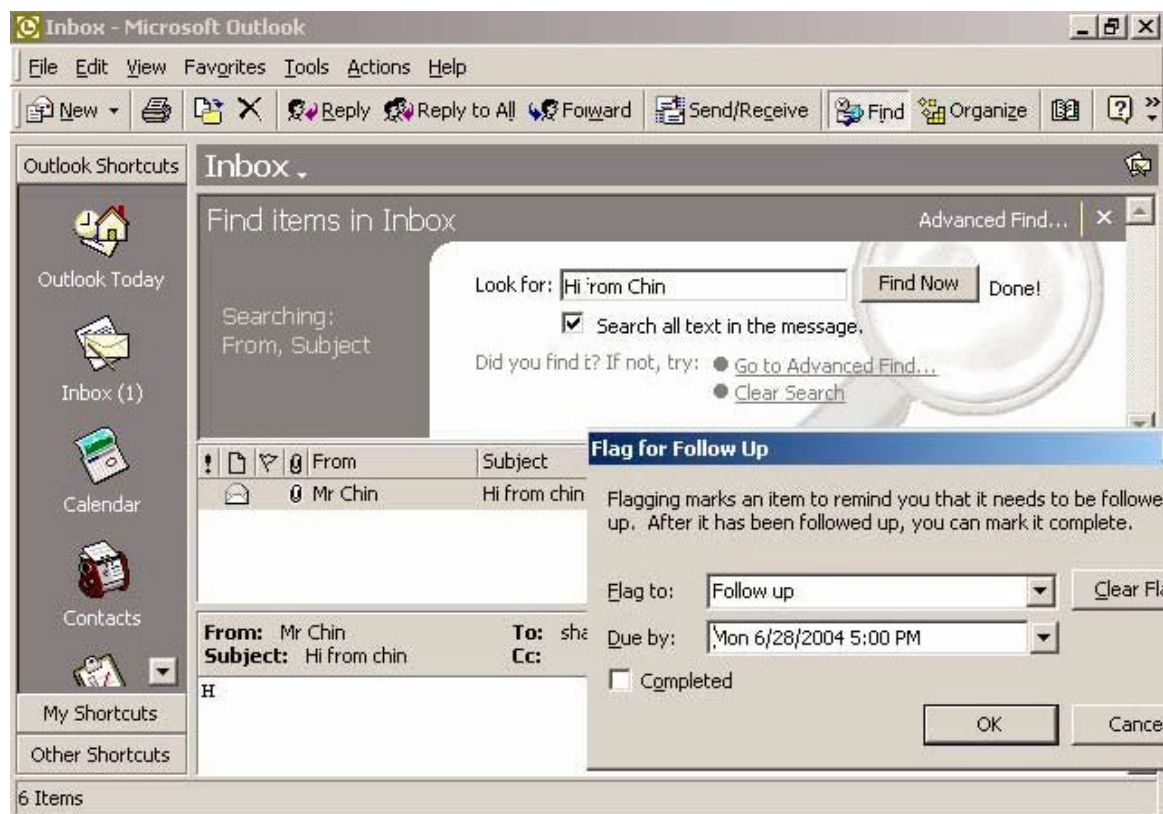 Inbox - Microsoft Outlook
File Edit View Favorites Tools Actions Help
New Reply Reply to All Forward Send/Receive Find Organize
Outlook Shortcuts
Inbox
Find items in Inbox
Advanced Find...
Outlook Today
Look for: Hi from Chin Find Now Done!
Searching:
From, Subject
Search all text in the message.
Did you find it? If not, try: Go to Advanced Find...
Clear Search
Inbox (1)
! From Subject
Mr Chin Hi from chin
Calendar
Contacts
Flag for Follow Up
Flagging marks an item to remind you that it needs to be followe
up. After it has been followed up, you can mark it complete.
Flag to: Follow up Clear Fla
Due by: Mon 6/28/2004 5:00 PM
Completed
OK Cance
From: Mr Chin To: sha
Subject: Hi from chin Cc:
H
My Shortcuts
Other Shortcuts
6 Items